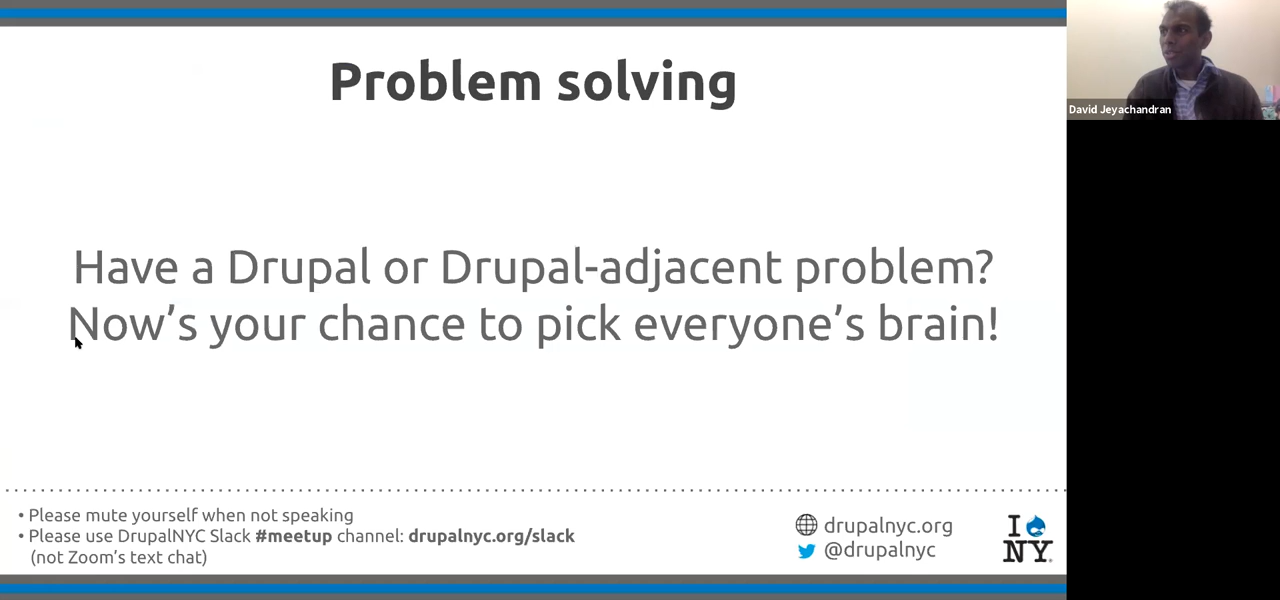 Problem solving
David Jeyachandran
Have a Drupal or Drupal-adjacent problem?
Now’s your chance to pick everyone’s brain!
• Please mute yourself when not speaking
• Please use DrupalNYC Slack #meetup channel: drupalnyc.org/slack
(not Zoom’s text chat)
drupalnyc.org
@drupalnyc
I
NY